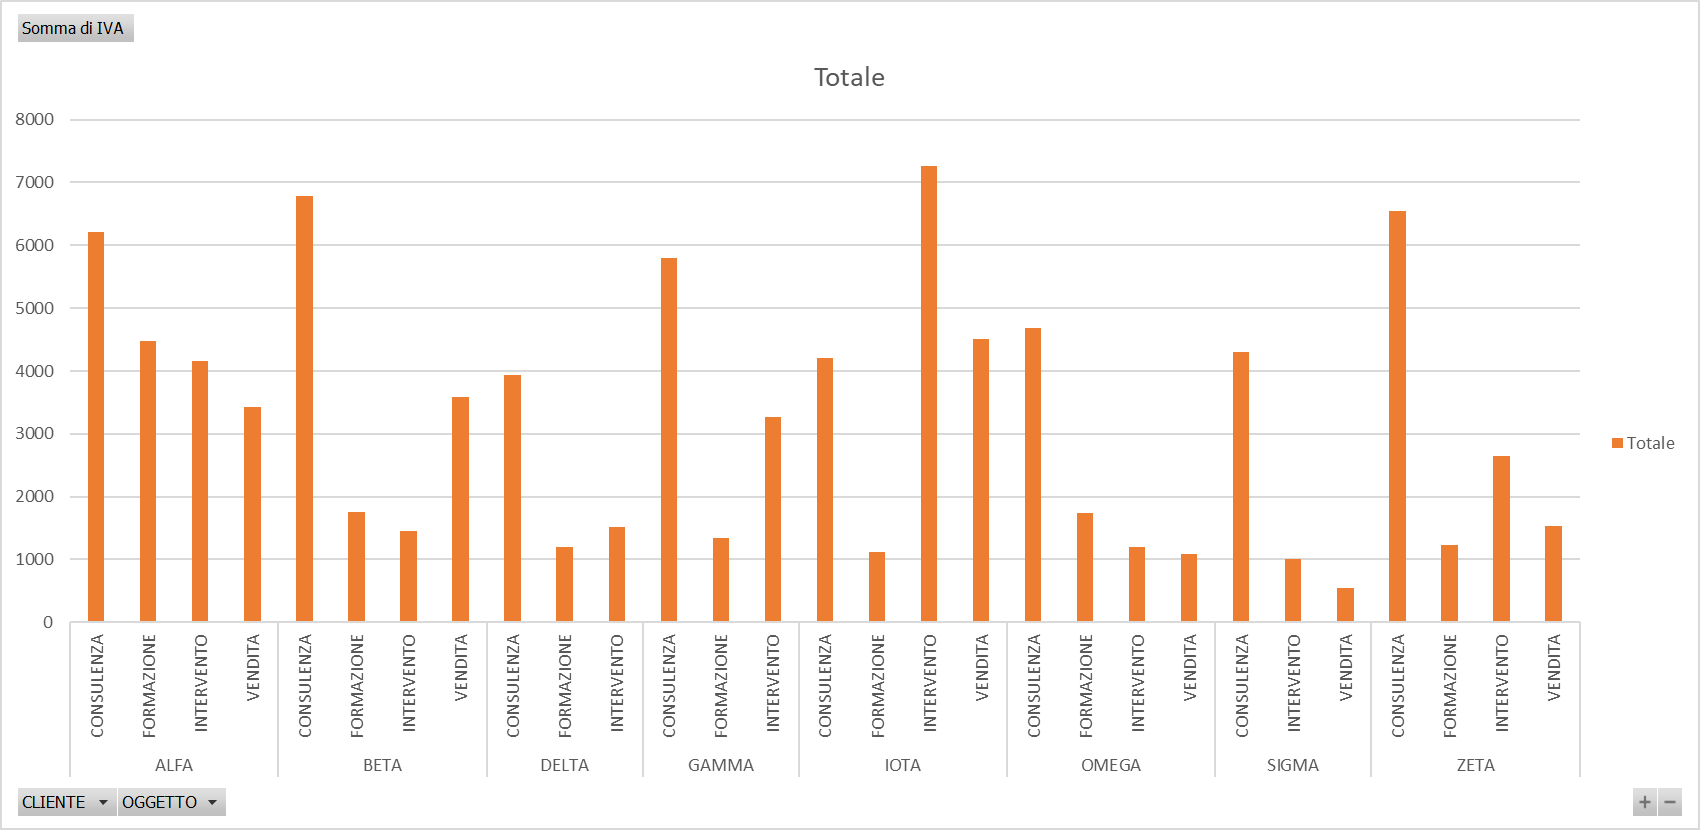 Somma di IVA
Totale
8000
7000
6000
5000
4000
3000
2000
1000
0
Totale
CONSULENZA
FORMAZIONE
INTERVENTO
VENDITA
CONSULENZA
FORMAZIONE
INTERVENTO
VENDITA
CONSULENZA
FORMAZIONE
INTERVENTO
CONSULENZA
FORMAZIONE
INTERVENTO
CONSULENZA
FORMAZIONE
INTERVENTO
VENDITA
CONSULENZA
FORMAZIONE
INTERVENTO
VENDITA
CONSULENZA
INTERVENTO
VENDITA
CONSULENZA
FORMAZIONE
INTERVENTO
VENDITA
ALFA BETA DELTA GAMMA IOTA OMEGA SIGMA ZETA
CLIENTE OGGETTO + −